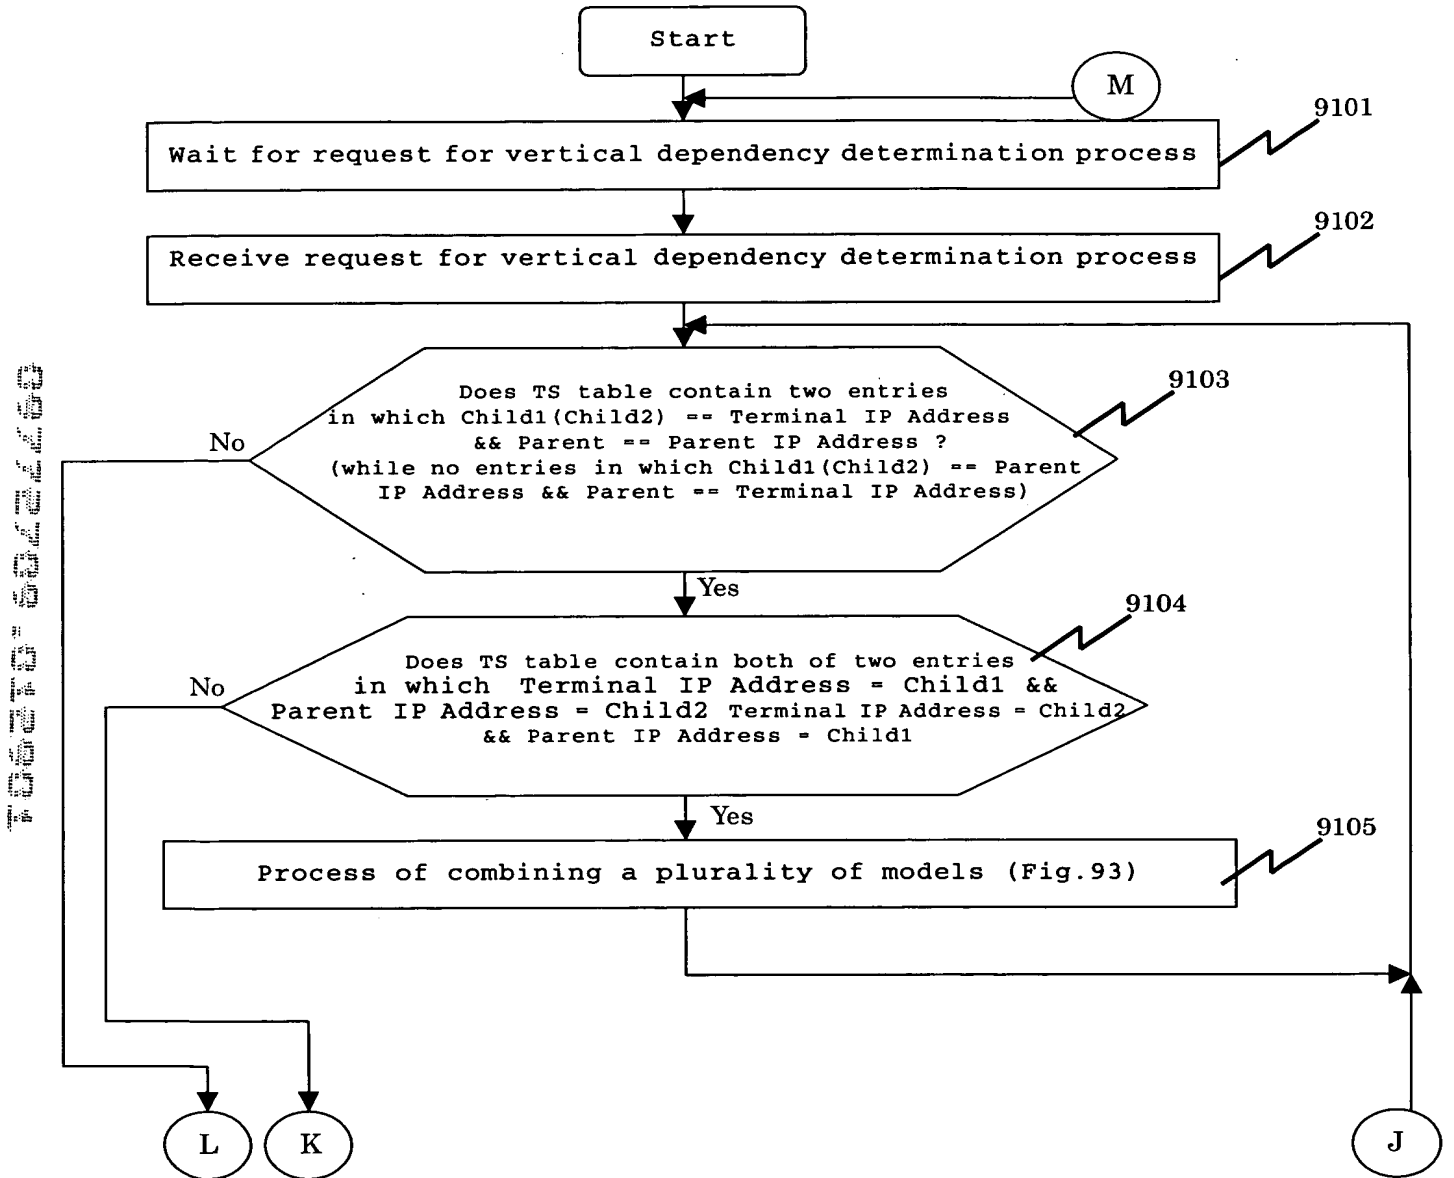 Start
M
9101
Wait for request for vertical dependency determination process
9102
Receive request for vertical dependency determination process
9103
Does TS table contain two entries
in which Child1(Child2) == Terminal IP Address
&& Parent == Parent IP Address ?
(while no entries in which Child1(Child2) == Parent
IP Address && Parent == Terminal IP Address)
No
Yes
9104
Does TS table contain both of two entries
in which Terminal IP Address = Child1 &&
Parent IP Address = Child2 Terminal IP Address = Child2
&& Parent IP Address = Child1
No
Yes
9105
Process of combining a plurality of models (Fig.93)
L
K
J